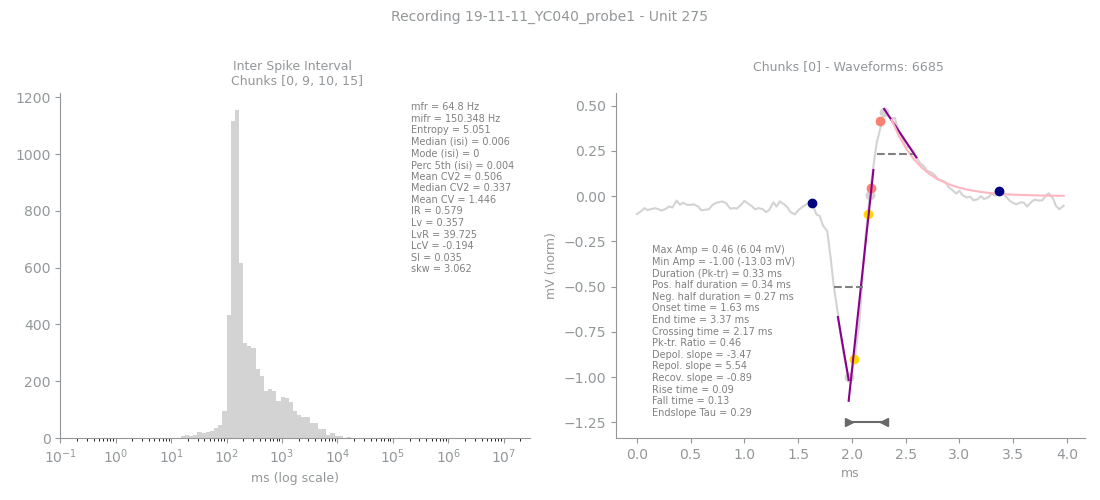 Recording 19-11-11_YC040_probe1 - Unit 275
Inter Spike Interval
Chunks [0, 9, 10, 15]
1200
1000
800
600
400
200
0
mfr = 64.8 Hz
mifr = 150.348 Hz
Entropy = 5.051
Median (isi) = 0.006
Mode (isi) = 0
Perc 5th (isi) = 0.004
Mean CV2 = 0.506
Median CV2 = 0.337
Mean CV = 1.446
IR = 0.579
Lv = 0.357
LvR = 39.725
LcV = -0.194
SI = 0.035
skw = 3.062
10⁻¹ 10⁰ 10¹ 10² 10³ 10⁴ 10⁵ 10⁶ 10⁷
ms (log scale)
Chunks [0] - Waveforms: 6685
mV (norm)
0.50
0.25
0.00
−0.25
−0.50
−0.75
−1.00
−1.25
Max Amp = 0.46 (6.04 mV)
Min Amp = -1.00 (-13.03 mV)
Duration (Pk-tr) = 0.33 ms
Pos. half duration = 0.34 ms
Neg. half duration = 0.27 ms
Onset time = 1.63 ms
End time = 3.37 ms
Crossing time = 2.17 ms
Pk-tr. Ratio = 0.46
Depol. slope = -3.47
Repol. slope = 5.54
Recov. slope = -0.89
Rise time = 0.09
Fall time = 0.13
Endslope Tau = 0.29
0.0 0.5 1.0 1.5 2.0 2.5 3.0 3.5 4.0
ms